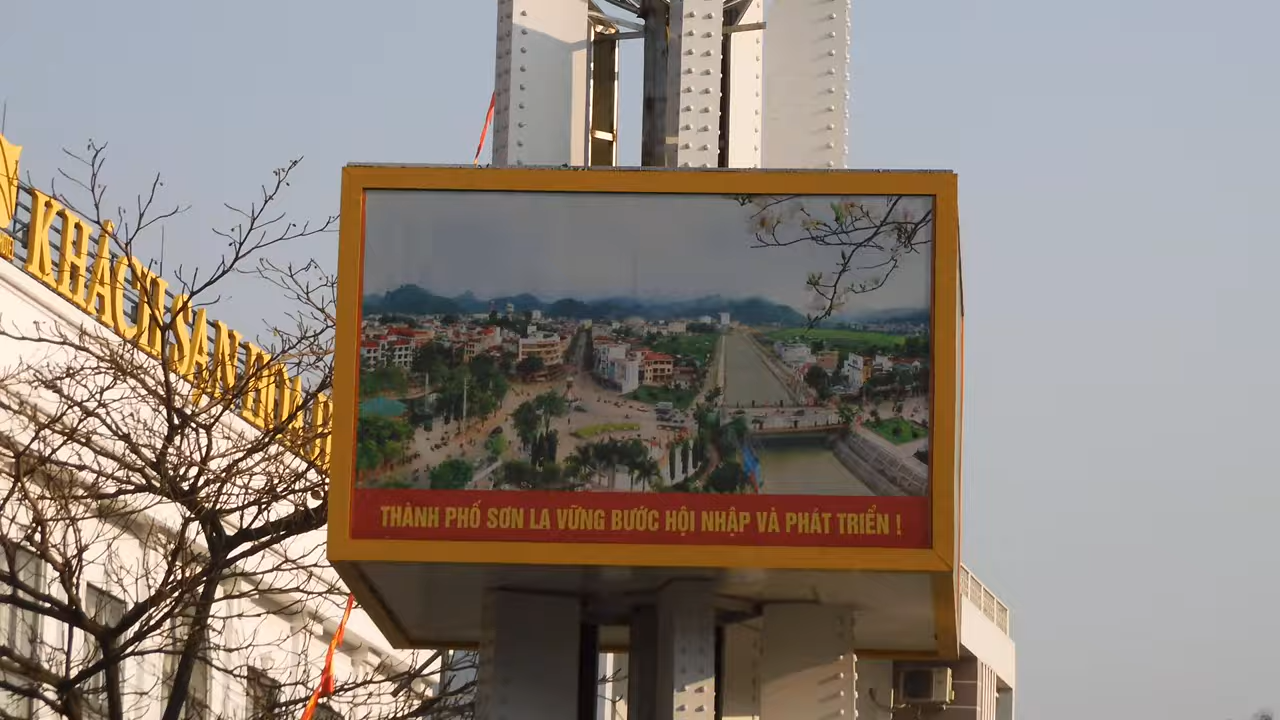 KHÁCH SẠN
THÀNH PHỐ SƠN LA VỮNG BƯỚC HỘI NHẬP VÀ PHÁT TRIỂN !